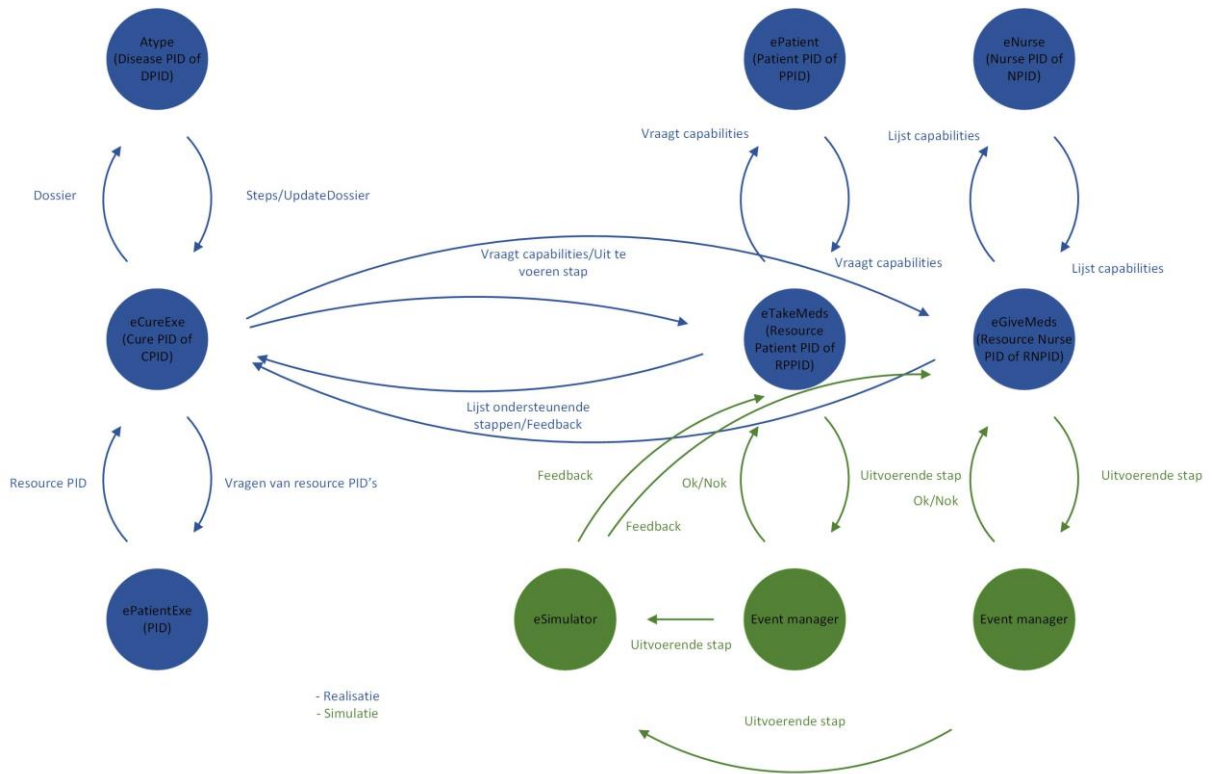 Atype
(Disease PID of
DPID)
ePatient
(Patient PID of
PPID)
eNurse
(Nurse PID of
NPID)
Vraagt capabilities
Lijst capabilities
Dossier
Steps/UpdateDossier
Vraagt capabilities/Uit te
voeren stap
Vraagt capabilities
Lijst capabilities
eCureExe
(Cure PID of
CPID)
eTakeMeds
(Resource
Patient PID of
RPPID)
eGiveMeds
(Resource Nurse
PID of RNPID)
Lijst ondersteunende
stappen/Feedback
Resource PID
Vragen van resource PID's
Feedback
Ok/Nok
Uitvoerende stap
Ok/Nok
Uitvoerende stap
Feedback
ePatientExe
(PID)
eSimulator
Event manager
Event manager
Uitvoerende stap
- Realisatie
- Simulatie
Uitvoerende stap